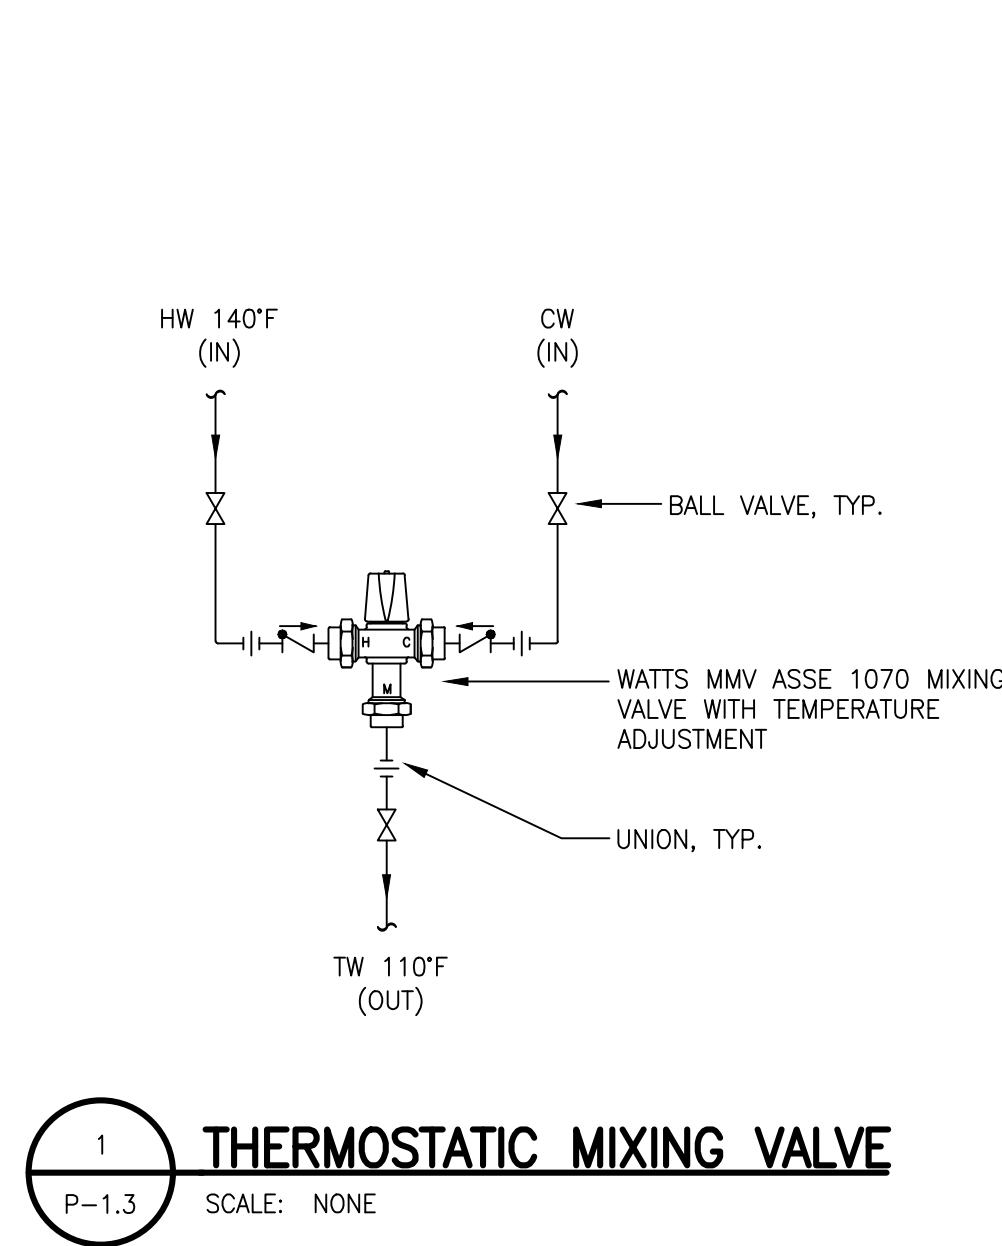 HW 140°F
(IN)
CW
(IN)
BALL VALVE, TYP.
H C
M
WATTS MMV ASSE 1070 MIXING
VALVE WITH TEMPERATURE
ADJUSTMENT
UNION, TYP.
TW 110°F
(OUT)
1
THERMOSTATIC MIXING VALVE
P-1.3
SCALE: NONE